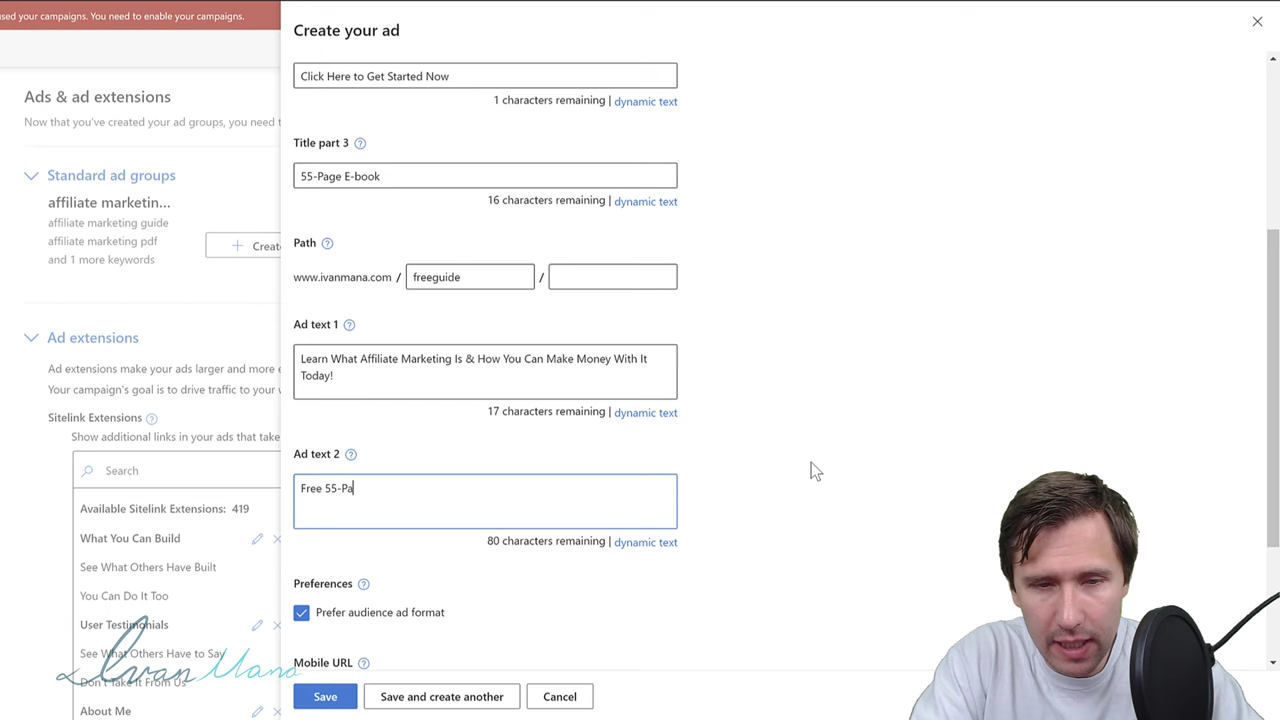 sed your campaigns. You need to enable your campaigns.
Create your ad
Click Here to Get Started Now
1 characters remaining | dynamic text
Ads & ad extensions
Now that you've created your ad groups, you need t
Title part 3
Standard ad groups
55-Page E-book
affiliate marketin...
16 characters remaining | dynamic text
affiliate marketing guide
affiliate marketing pdf
Creat
and 1 more keywords
Path
www.ivanmana.com / freeguide /
Ad text 1
Ad extensions
Learn What Affiliate Marketing Is & How You Can Make Money With It
Today!
Ad extensions make your ads larger and more e
Your campaign's goal is to drive traffic to your w
17 characters remaining | dynamic text
Sitelink Extensions
Show additional links in your ads that take
Ad text 2
Search
Free 55-Pa
Available Sitelink Extensions: 419
What You Can Build
80 characters remaining | dynamic text
See What Others Have Built
Preferences
You Can Do It Too
Prefer audience ad format
User Testimonials
See What Others Have to Say
Mobile URL
Ivan Mana
Don't Take It From Us
Save
Save and create another
Cancel
About Me